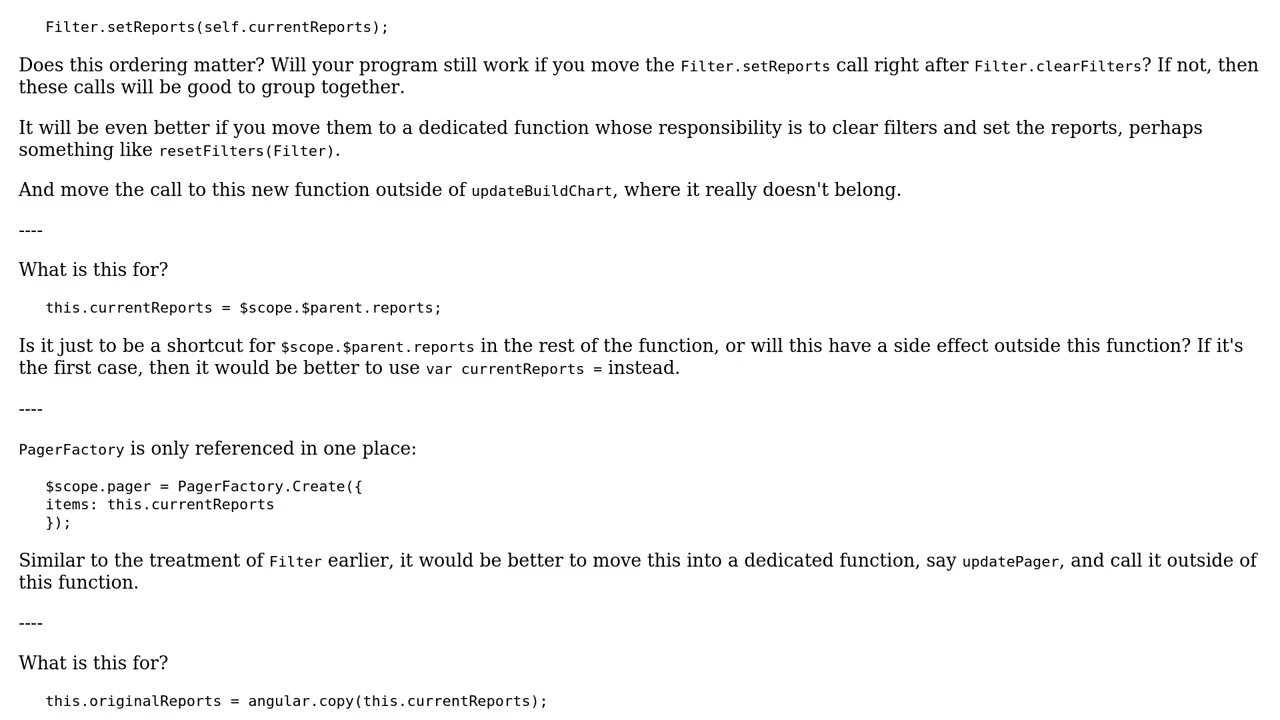 Filter.setReports(self.currentReports);
Does this ordering matter? Will your program still work if you move the Filter.setReports call right after Filter.clearFilters? If not, then
these calls will be good to group together.
It will be even better if you move them to a dedicated function whose responsibility is to clear filters and set the reports, perhaps
something like resetFilters(Filter).
And move the call to this new function outside of updateBuildChart, where it really doesn't belong.
----
What is this for?
this.currentReports = $scope.$parent.reports;
Is it just to be a shortcut for $scope.$parent.reports in the rest of the function, or will this have a side effect outside this function? If it's
the first case, then it would be better to use var currentReports = instead.
----
PagerFactory is only referenced in one place:
$scope.pager = PagerFactory.Create({
items: this.currentReports
});
Similar to the treatment of Filter earlier, it would be better to move this into a dedicated function, say updatePager, and call it outside of
this function.
----
What is this for?
this.originalReports = angular.copy(this.currentReports);